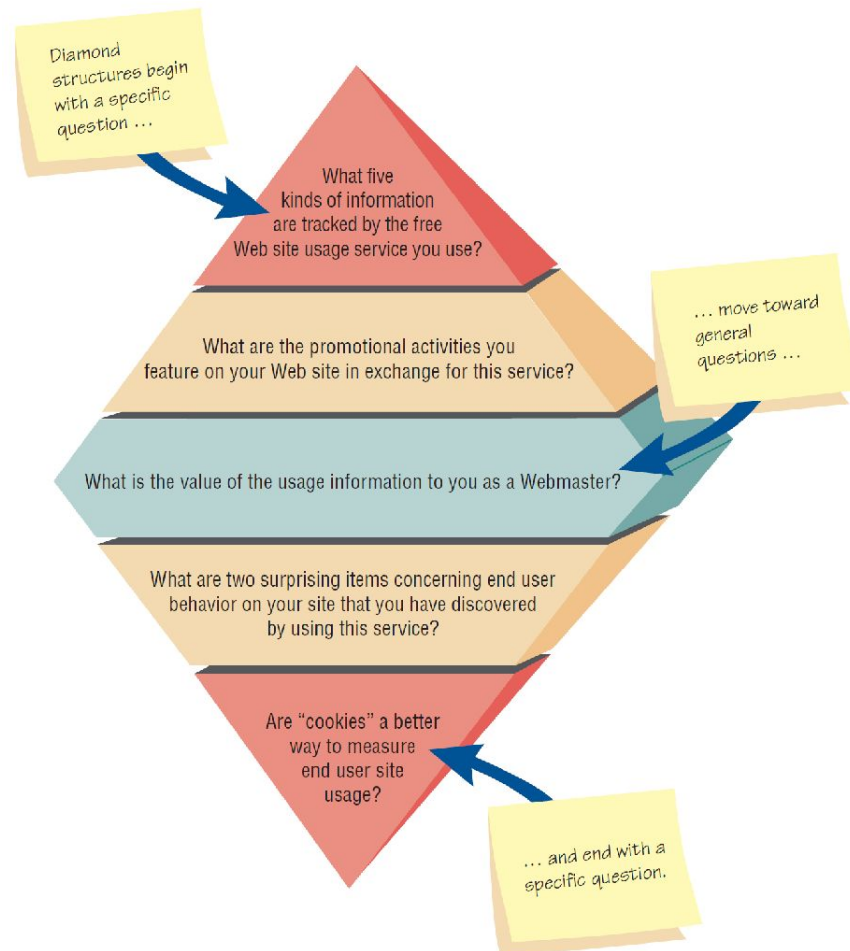 Diamond
structures begin
with a specific
question ...
What five
kinds of information
are tracked by the free
Web site usage service you use?
What are the promotional activities you
feature on your Web site in exchange for this service?
... move toward
general
questions ...
What is the value of the usage information to you as a Webmaster?
What are two surprising items concerning end user
behavior on your site that you have discovered
by using this service?
Are “cookies” a better
way to measure
end user site
usage?
... and end with a
specific question.